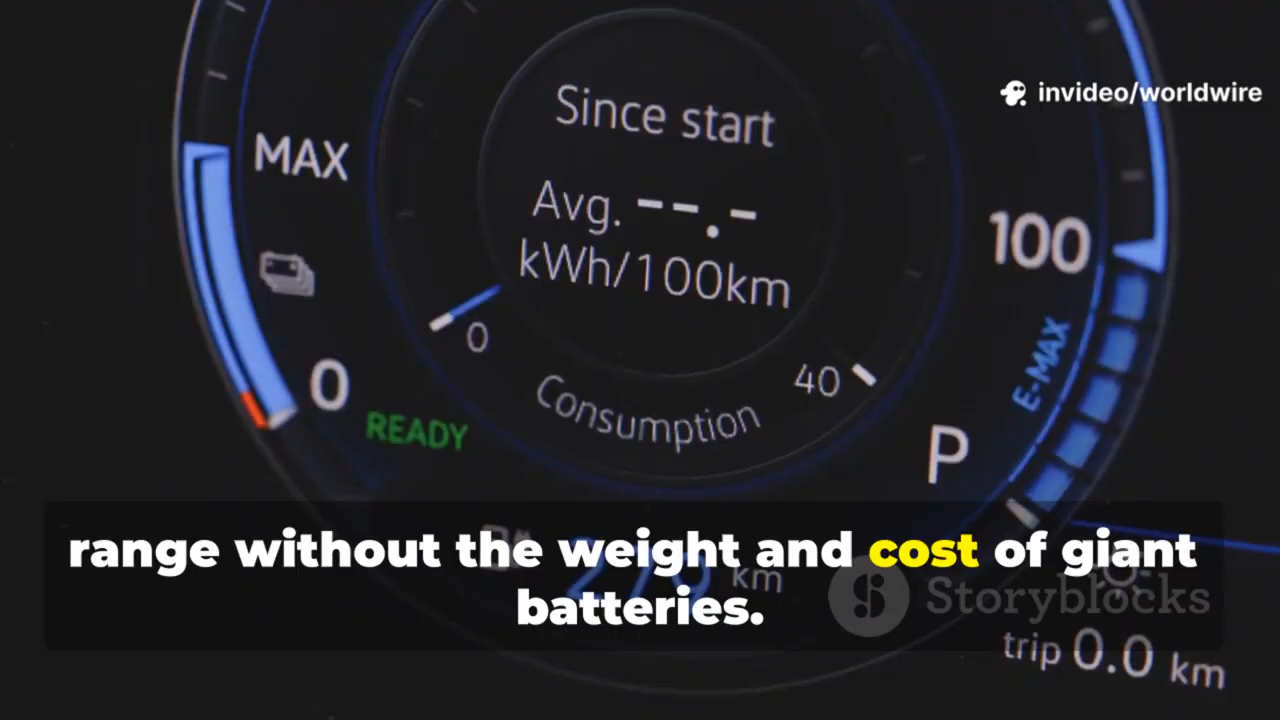 invideo/worldwire
Since start
MAX
Avg. --.-
kWh/100km
100
0
40
E-MAX
0
Consumption
READY
P
range without the weight and cost of giant
batteries.
279 km
Storyblocks
trip 0.0 km